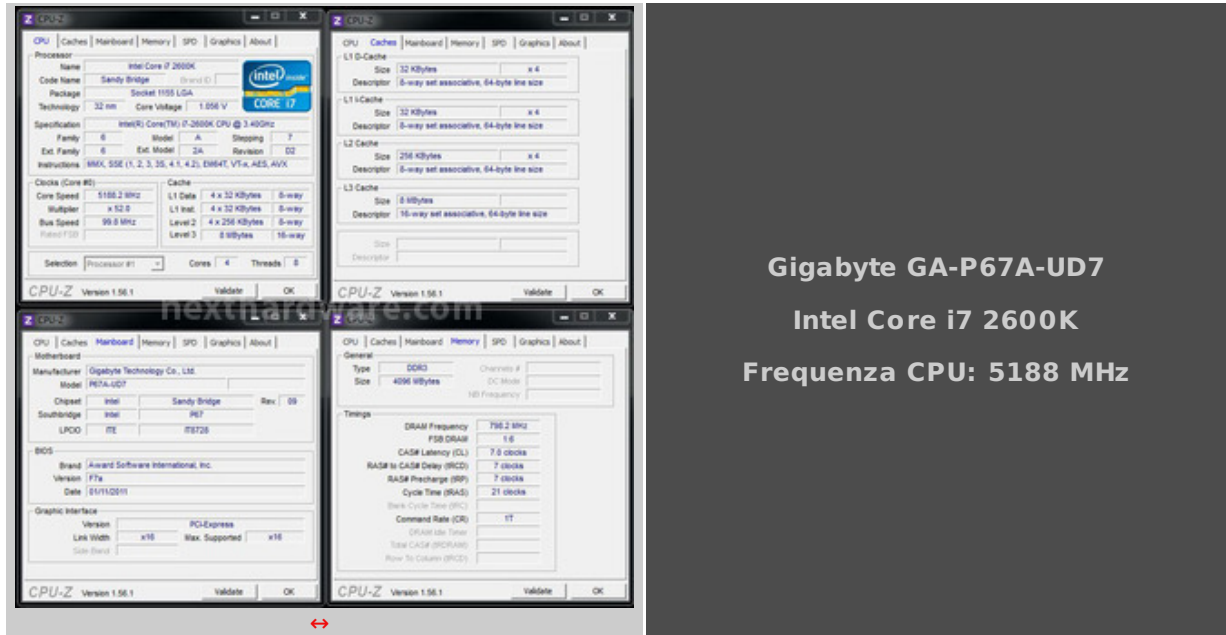 CPU-Z
CPU Caches Mainboard Memory SPD Graphics About
Processor
Name Intel Core i7 2600K
Code Name Sandy Bridge Brand ID
Package Socket 1155 LGA
Technology 32 nm Core Voltage 1.056 V
intel inside CORE i7
Specification Intel(R) Core(TM) i7-2600K CPU @ 3.40GHz
Family 6 Model A Stepping 7
Ext. Family 6 Ext. Model 2A Revision D2
Instructions MMX, SSE (1, 2, 3, 3S, 4.1, 4.2), EM64T, VT-x, AES, AVX
Clocks (Core #0)
Core Speed 5188.2 MHz
Multiplier x 52.0
Bus Speed 99.8 MHz
Rated FSB
Cache
L1 Data 4 x 32 KBytes 8-way
L1 Inst. 4 x 32 KBytes 8-way
Level 2 4 x 256 KBytes 8-way
Level 3 8 MBytes 16-way
Selection Processor #1 Cores 4 Threads 8
CPU-Z Version 1.56.1 Validate OK
CPU-Z
CPU Caches Mainboard Memory SPD Graphics About
L1 D-Cache
Size 32 KBytes x 4
Descriptor 8-way set associative, 64-byte line size
L1 I-Cache
Size 32 KBytes x 4
Descriptor 8-way set associative, 64-byte line size
L2 Cache
Size 256 KBytes x 4
Descriptor 8-way set associative, 64-byte line size
L3 Cache
Size 8 MBytes
Descriptor 16-way set associative, 64-byte line size
Size
Descriptor
CPU-Z Version 1.56.1 Validate OK
nexthardware.com
CPU-Z
CPU Caches Mainboard Memory SPD Graphics About
Motherboard
Manufacturer Gigabyte Technology Co., Ltd.
Model P67A-UD7
Chipset Intel Sandy Bridge Rev. 09
Southbridge Intel P67
LPCIO ITE IT8728
BIOS
Brand Award Software International, Inc.
Version F7a
Date 01/11/2011
Graphic Interface
Version PCI-Express
Link Width x16 Max. Supported x16
Side Band
CPU-Z Version 1.56.1 Validate OK
CPU-Z
CPU Caches Mainboard Memory SPD Graphics About
General
Type DDR3 Channels #
Size 4096 MBytes DC Mode
NB Frequency
Timings
DRAM Frequency 798.2 MHz
FSB:DRAM 1:6
CAS# Latency (CL) 7.0 clocks
RAS# to CAS# Delay (tRCD) 7 clocks
RAS# Precharge (tRP) 7 clocks
Cycle Time (tRAS) 21 clocks
Bank Cycle Time (tRC)
Command Rate (CR) 1T
DRAM Idle Timer
Total CAS# (tRDRAM)
Row To Column (tRCD)
CPU-Z Version 1.56.1 Validate OK
Gigabyte GA-P67A-UD7
Intel Core i7 2600K
Frequenza CPU: 5188 MHz